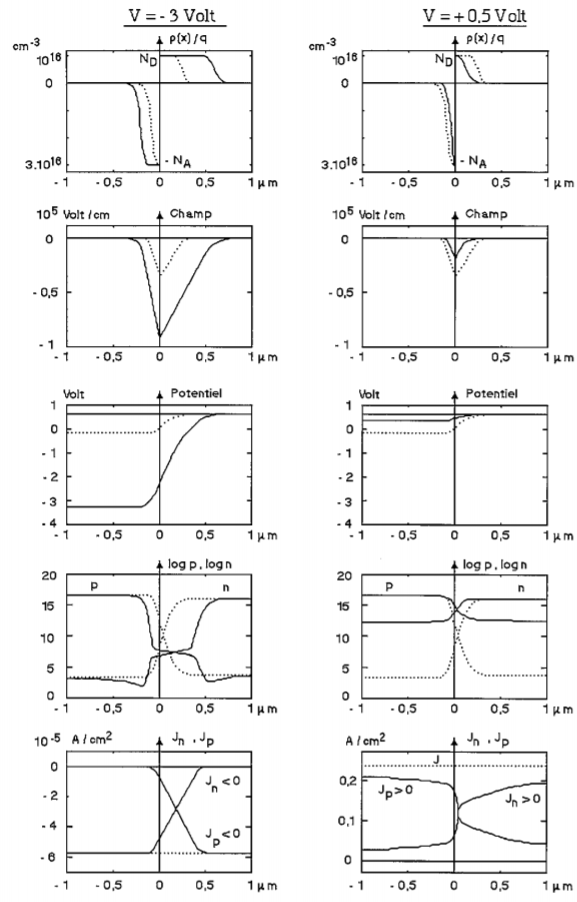 V = - 3 Volt
V = + 0,5 Volt
cm-3
ρ(x) / q
cm-3
ρ(x) / q
10¹⁶
N_D
10¹⁶
N_D
0
0
3.10¹⁶
- N_A
3.10¹⁶
- N_A
- 1 - 0,5 0 0,5 1 µm
- 1 - 0,5 0 0,5 1 µm
10⁵ Volt / cm
Champ
10⁵ Volt / cm
Champ
0
0
- 0,5
- 0,5
- 1
- 1
- 1 - 0,5 0 0,5 1 µm
- 1 - 0,5 0 0,5 1 µm
Volt
Potentiel
Volt
Potentiel
1
1
0
0
- 1
- 1
- 2
- 2
- 3
- 3
- 4
- 4
- 1 - 0,5 0 0,5 1 µm
- 1 - 0,5 0 0,5 1 µm
log p , log n
log p , log n
20
20
p
n
p
n
15
15
10
10
5
5
0
0
- 1 - 0,5 0 0,5 1 µm
- 1 - 0,5 0 0,5 1 µm
10⁻⁵ A / cm²
J_n , J_p
A / cm²
J_n , J_p
0
J
J_n < 0
0,2
J_p > 0
J_n > 0
- 2
- 4
0,1
J_p < 0
- 6
0
- 1 - 0,5 0 0,5 1 µm
- 1 - 0,5 0 0,5 1 µm